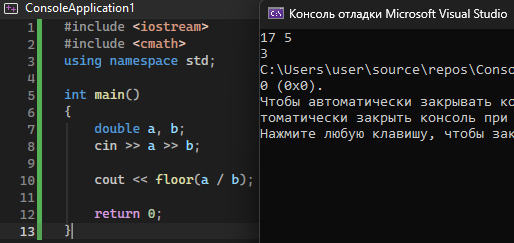 ConsoleApplication1
1 #include <iostream>
2 #include <cmath>
3 using namespace std;
4
5 int main()
6 {
7 double a, b;
8 cin >> a >> b;
9
10 cout << floor(a / b);
11
12 return 0;
13 }
Консоль отладки Microsoft Visual Studio
17 5
3
C:\Users\user\source\repos\Conso
0 (0x0).
Чтобы автоматически закрывать ко
томатически закрыть консоль при
Нажмите любую клавишу, чтобы зак